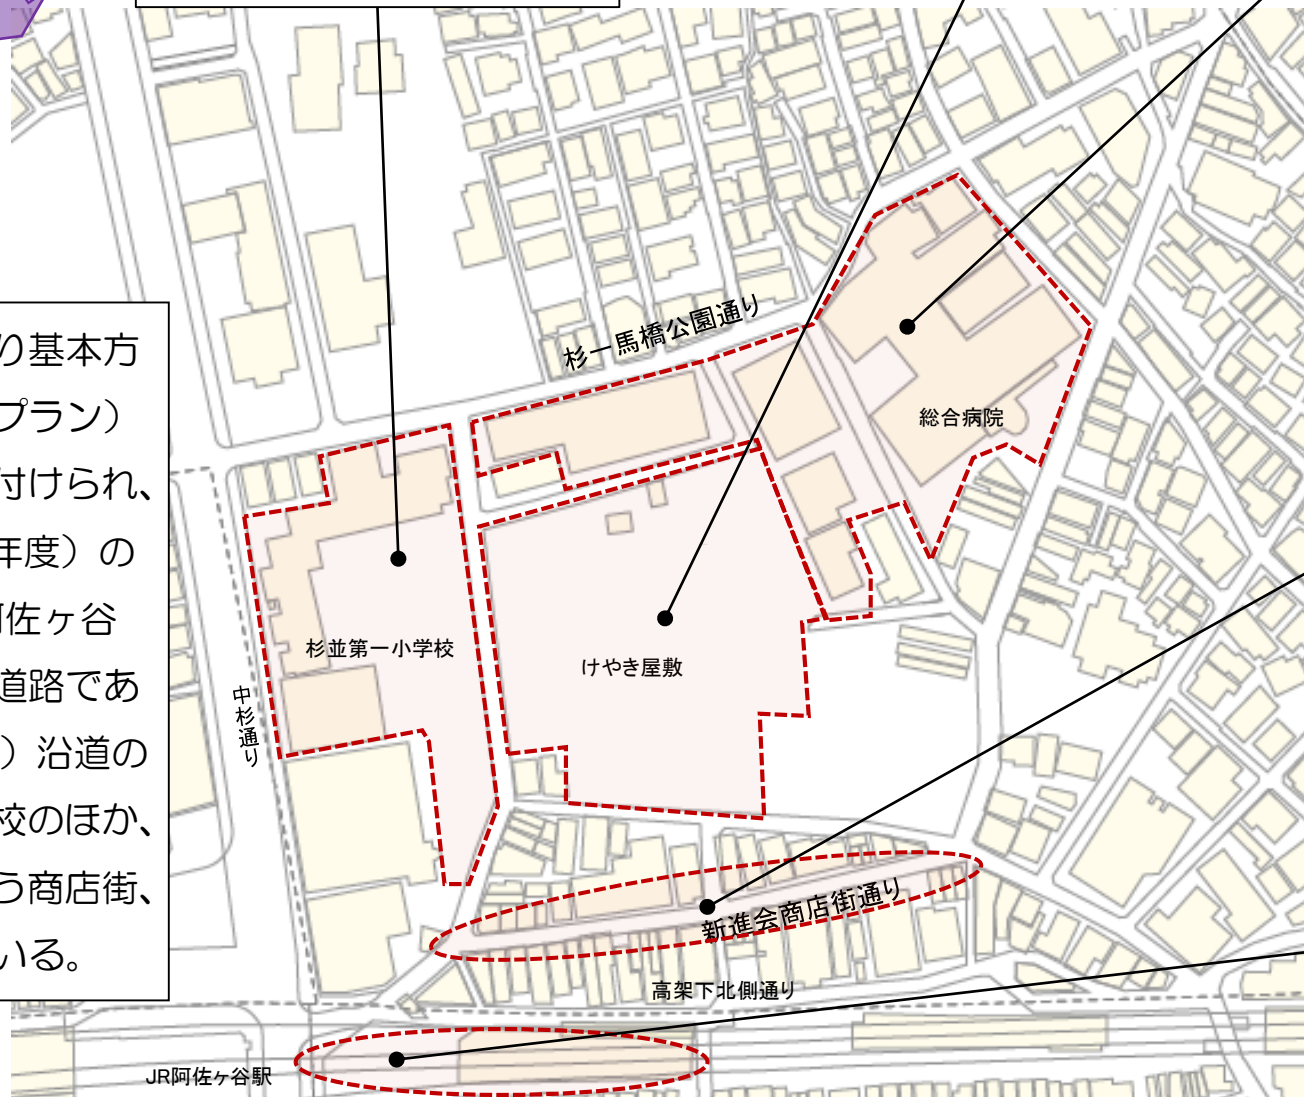 杉一馬橋公園通り
総合病院
り基本方
プラン）
付けられ、
年度）の
阿佐ヶ谷
道路であ
）沿道の
校のほか、
う商店街、
いる。
杉並第一小学校
けやき屋敷
中杉通り
新進会商店街通り
高架下北側通り
JR阿佐ヶ谷駅